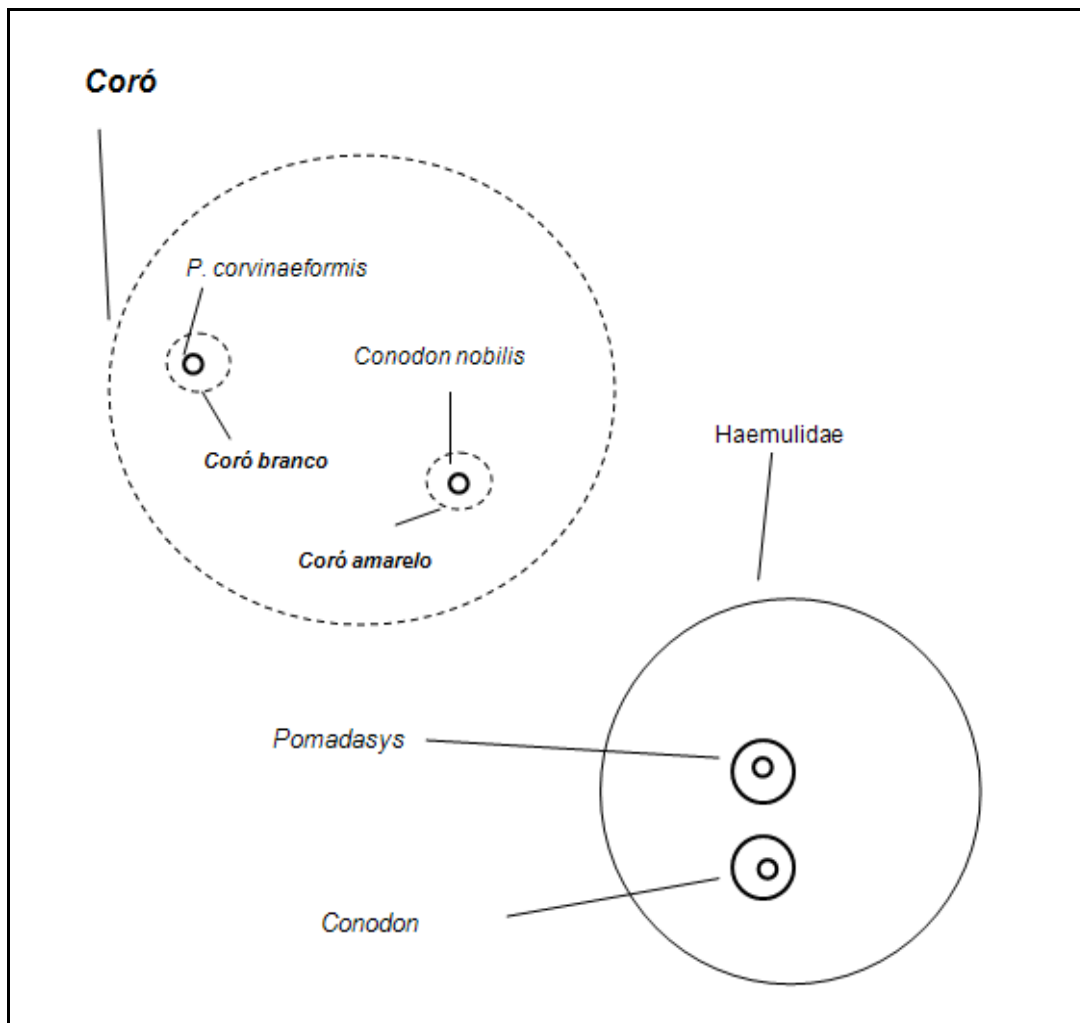 Coró
P. corvinaeformis
Conodon nobilis
Coró branco
Haemulidae
Coró amarelo
Pomadasys
Conodon